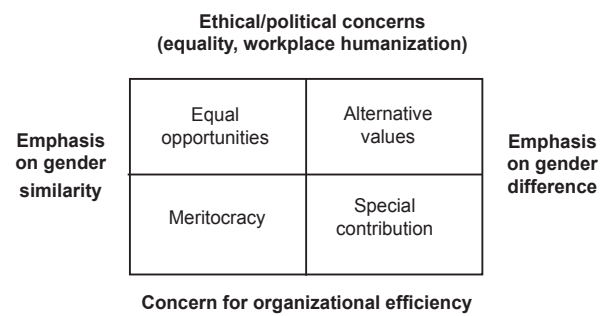 Ethical/political concerns
(equality, workplace humanization)
Equal
opportunities
Alternative
values
Emphasis
on gender
similarity
Emphasis
on gender
difference
Meritocracy
Special
contribution
Concern for organizational efficiency